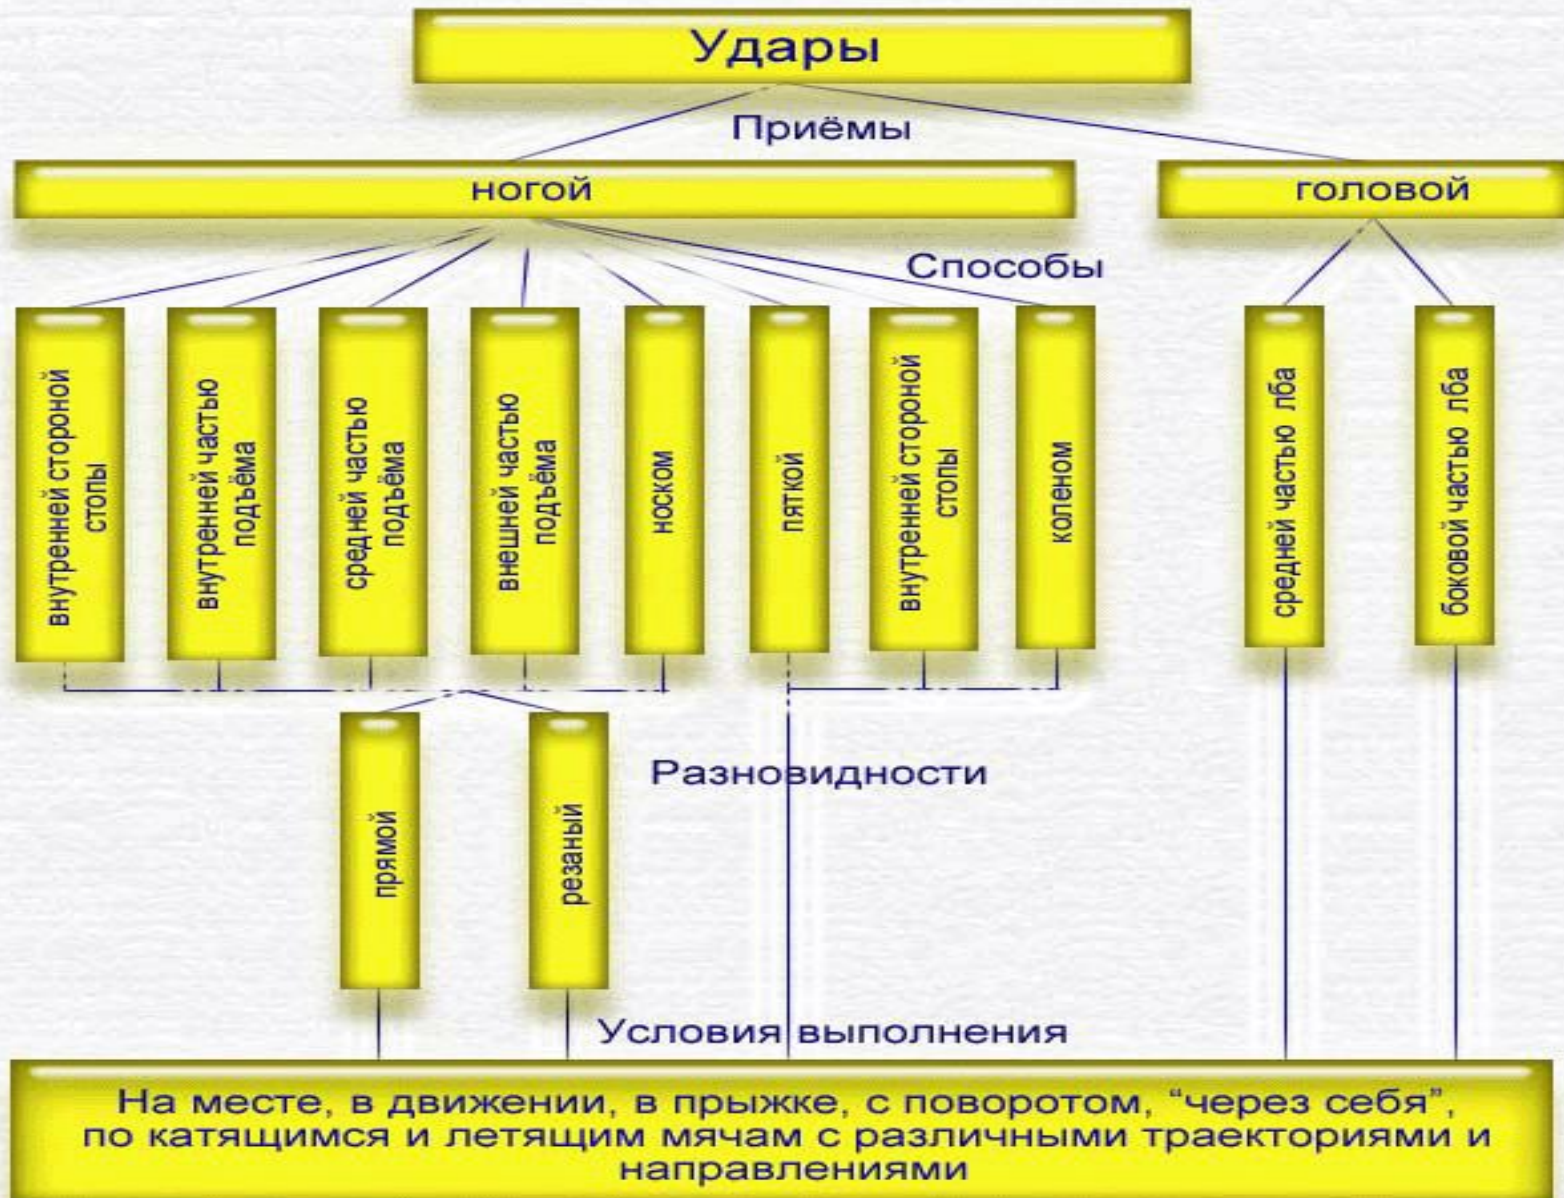 Удары
Приёмы
ногой
головой
Способы
внутренней стороной
стопы
внутренней частью
подъёма
средней частью
подъёма
внешней частью
подъёма
носком
пяткой
внутренней стороной
стопы
коленом
средней частью лба
боковой частью лба
прямой
резаный
Разновидности
Условия выполнения
На месте, в движении, в прыжке, с поворотом, “через себя”,
по катящимся и летящим мячам с различными траекториями и
направлениями